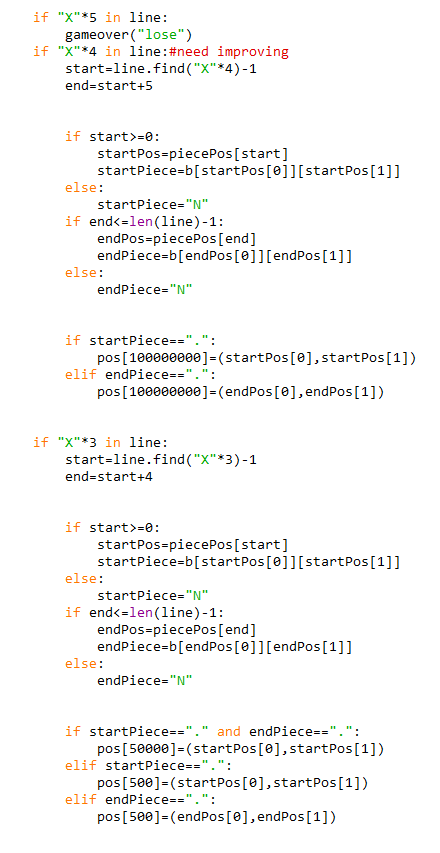 if "X"*5 in line:
    gameover("lose")
if "X"*4 in line:#need improving
    start=line.find("X"*4)-1
    end=start+5
    if start>=0:
        startPos=piecePos[start]
        startPiece=b[startPos[0]][startPos[1]]
    else:
        startPiece="N"
    if end<=len(line)-1:
        endPos=piecePos[end]
        endPiece=b[endPos[0]][endPos[1]]
    else:
        endPiece="N"
    if startPiece==".":
        pos[100000000]=(startPos[0],startPos[1])
    elif endPiece==".":
        pos[100000000]=(endPos[0],endPos[1])
if "X"*3 in line:
    start=line.find("X"*3)-1
    end=start+4
    if start>=0:
        startPos=piecePos[start]
        startPiece=b[startPos[0]][startPos[1]]
    else:
        startPiece="N"
    if end<=len(line)-1:
        endPos=piecePos[end]
        endPiece=b[endPos[0]][endPos[1]]
    else:
        endPiece="N"
    if startPiece=="." and endPiece==".":
        pos[50000]=(startPos[0],startPos[1])
    elif startPiece==".":
        pos[500]=(startPos[0],startPos[1])
    elif endPiece==".":
        pos[500]=(endPos[0],endPos[1])